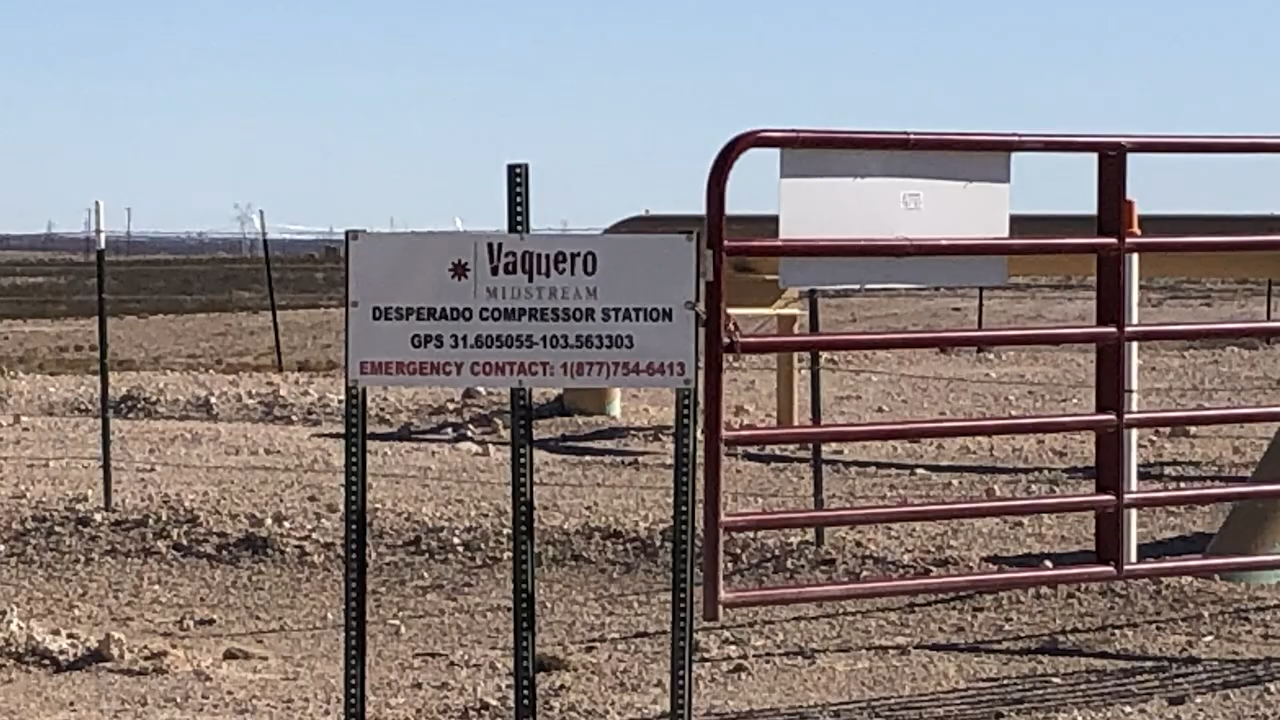 Vaquero
MIDSTREAM
DESPERADO COMPRESSOR STATION
GPS 31.605055-103.563303
EMERGENCY CONTACT: 1(877)754-6413